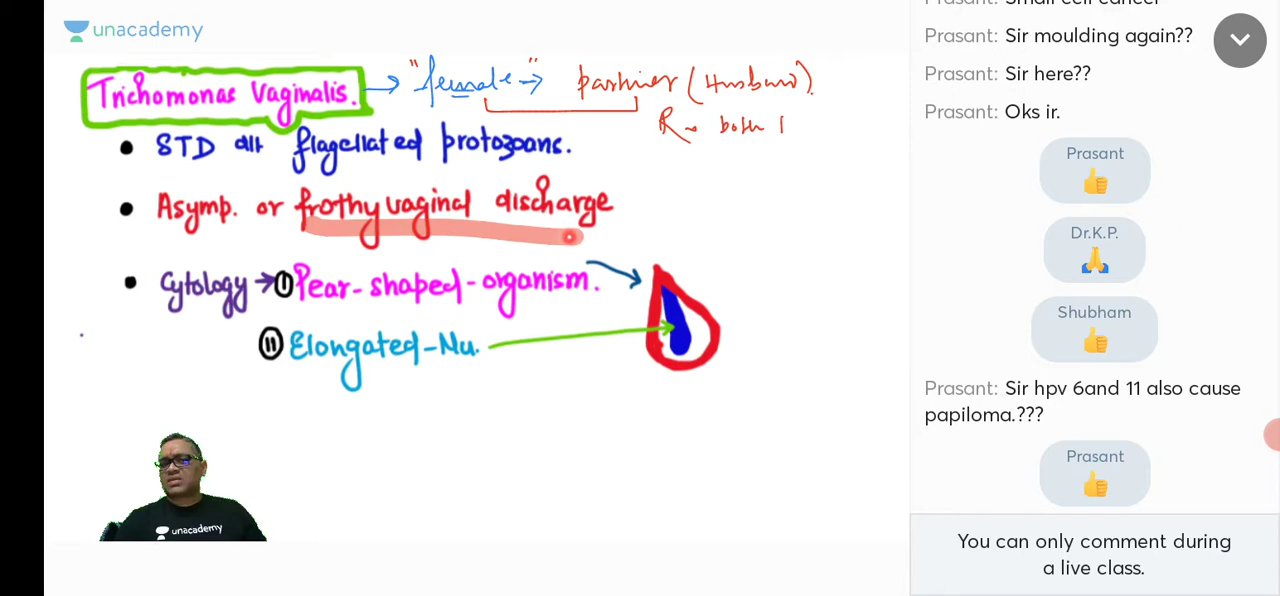 unacademy
Trichomonas Vaginalis. → "female" → partner (Husband).
R → both
• STD d/t flagellated protozoans.
• Asymp. or frothy vaginal discharge
• Cytology → (I) Pear-shaped-organism.
(II) Elongated-Nu.
unacademy
Prasant: Sir moulding again??
Prasant: Sir here??
Prasant: Oks ir.
Prasant
Dr.K.P.
Shubham
Prasant: Sir hpv 6and 11 also cause
papiloma.???
Prasant
You can only comment during
a live class.